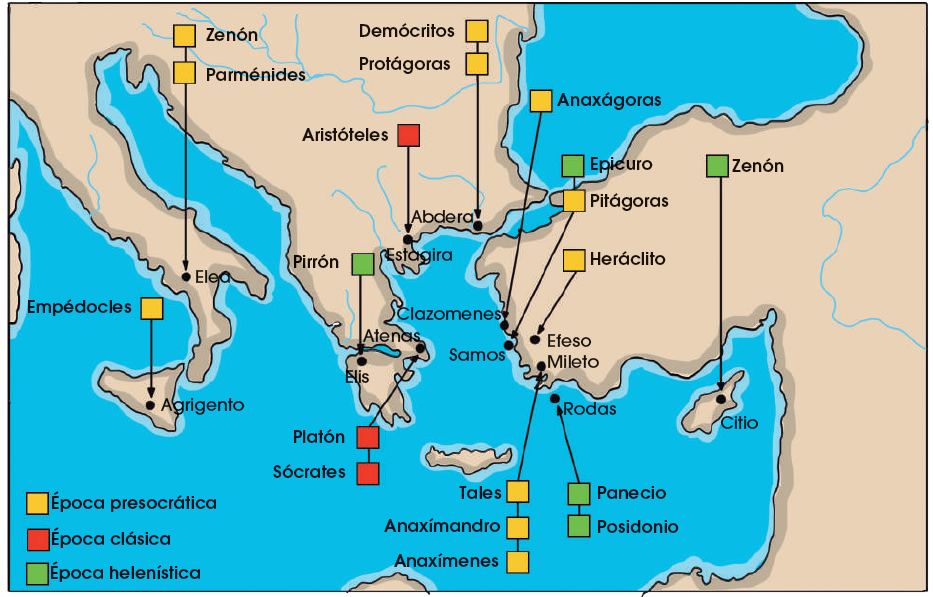 Zenón
Parménides
Demócritos
Protágoras
Anaxágoras
Aristóteles
Epicuro
Zenón
Pitágoras
Abdera
Estagira
Pirrón
Heráclito
Elea
Empédocles
Clazomenes
Atenas
Samos
Efeso
Mileto
Elis
Agrigento
Rodas
Citio
Platón
Sócrates
Tales
Panecio
Anaxímandro
Posidonio
Anaxímenes
Época presocrática
Época clásica
Época helenística